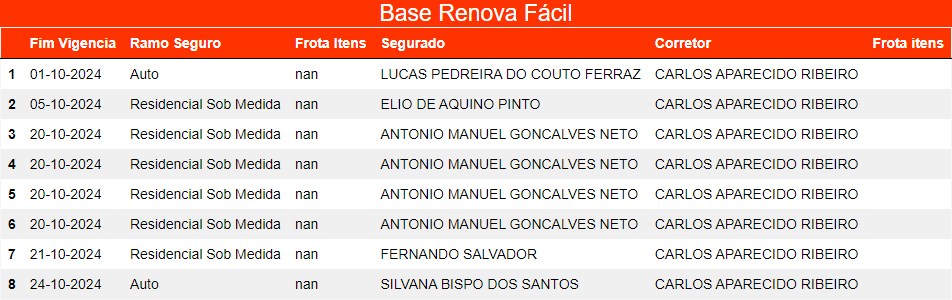 Base Renova Fácil
Fim Vigencia Ramo Seguro Frota Itens Segurado Corretor Frota itens
1 01-10-2024 Auto nan LUCAS PEDREIRA DO COUTO FERRAZ CARLOS APARECIDO RIBEIRO
2 05-10-2024 Residencial Sob Medida nan ELIO DE AQUINO PINTO CARLOS APARECIDO RIBEIRO
3 20-10-2024 Residencial Sob Medida nan ANTONIO MANUEL GONCALVES NETO CARLOS APARECIDO RIBEIRO
4 20-10-2024 Residencial Sob Medida nan ANTONIO MANUEL GONCALVES NETO CARLOS APARECIDO RIBEIRO
5 20-10-2024 Residencial Sob Medida nan ANTONIO MANUEL GONCALVES NETO CARLOS APARECIDO RIBEIRO
6 20-10-2024 Residencial Sob Medida nan ANTONIO MANUEL GONCALVES NETO CARLOS APARECIDO RIBEIRO
7 21-10-2024 Residencial Sob Medida nan FERNANDO SALVADOR CARLOS APARECIDO RIBEIRO
8 24-10-2024 Auto nan SILVANA BISPO DOS SANTOS CARLOS APARECIDO RIBEIRO